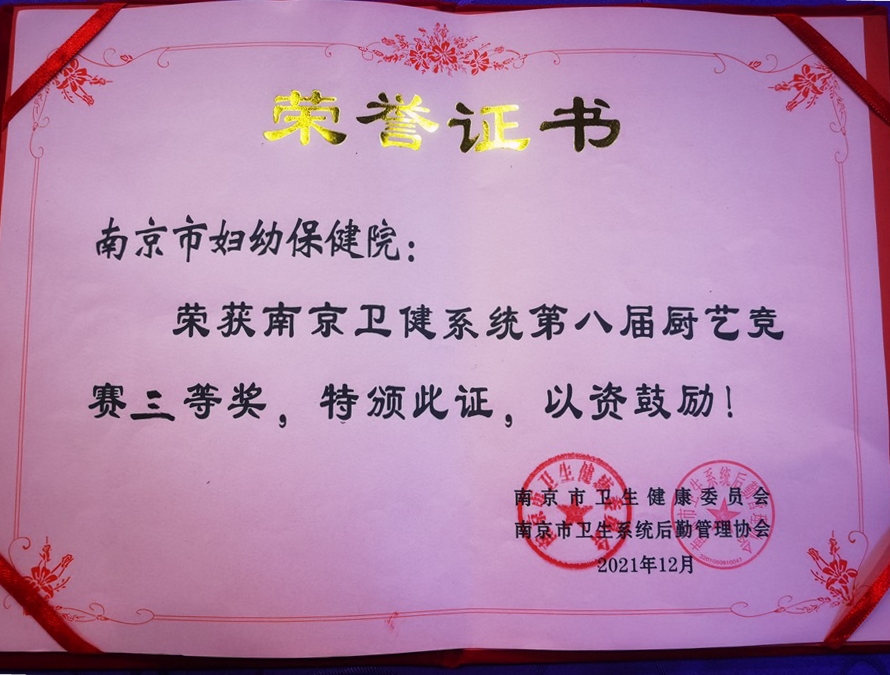 荣誉证书
南京市妇幼保健院：
荣获南京卫健系统第八届厨艺竞
赛三等奖，特颁此证，以资鼓励！
南京市卫生健康委员会
南京市卫生系统后勤管理协会
2021年12月